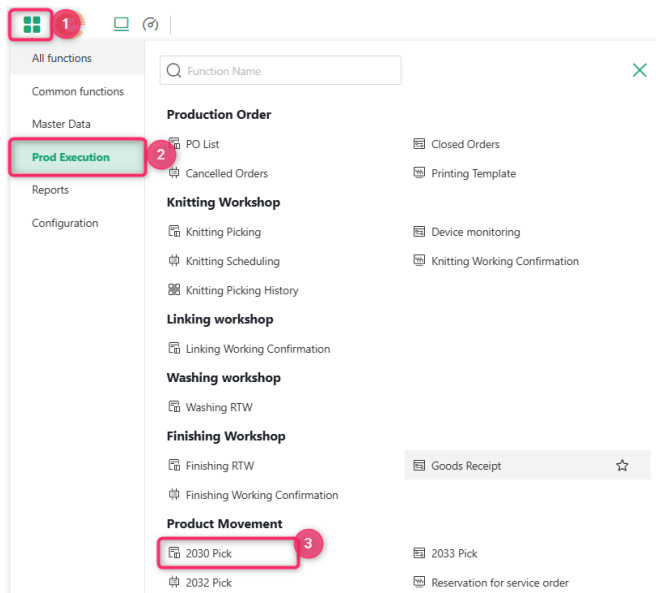 1
All functions
Function Name
Common functions
Master Data
Production Order
PO List
Closed Orders
Prod Execution
2
Cancelled Orders
Printing Template
Reports
Knitting Workshop
Configuration
Knitting Picking
Device monitoring
Knitting Scheduling
Knitting Working Confirmation
Knitting Picking History
Linking workshop
Linking Working Confirmation
Washing workshop
Washing RTW
Finishing Workshop
Finishing RTW
Goods Receipt
Finishing Working Confirmation
Product Movement
3
2030 Pick
2033 Pick
2032 Pick
Reservation for service order